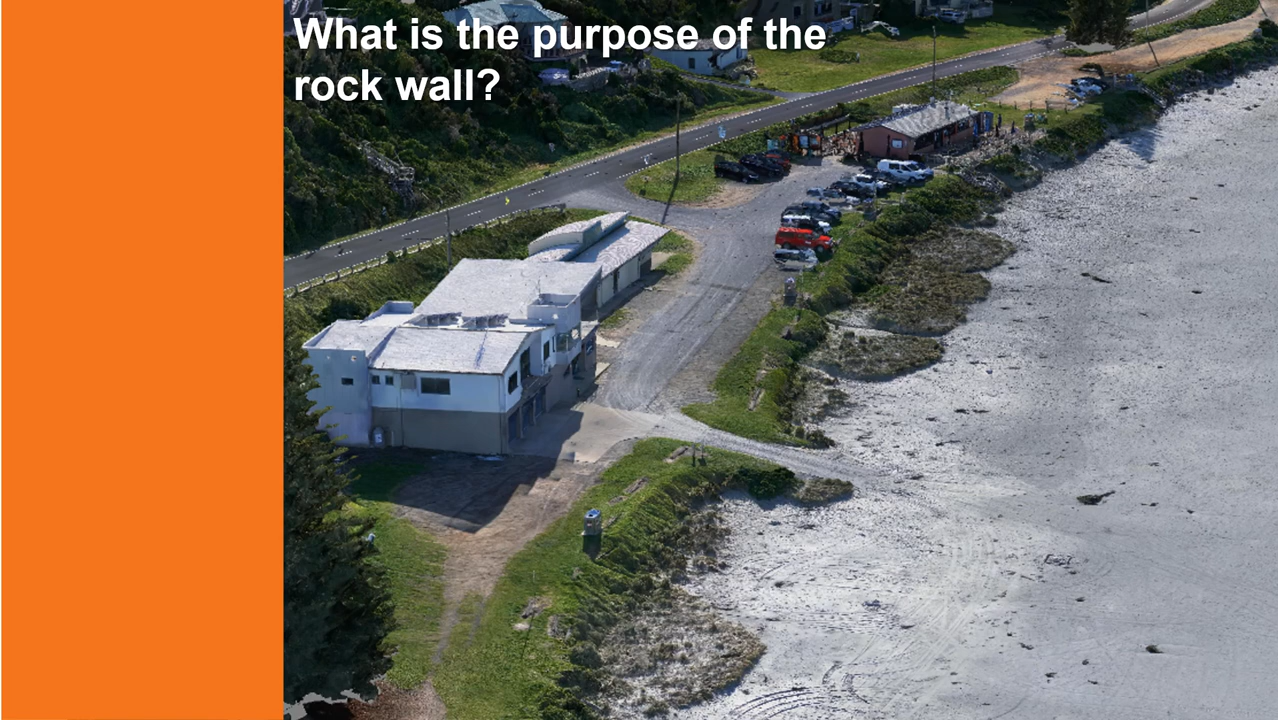 What is the purpose of the
rock wall?